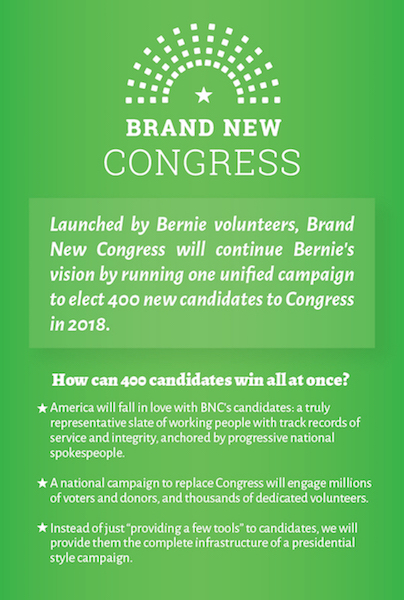 BRAND NEW
CONGRESS
Launched by Bernie volunteers, Brand
New Congress will continue Bernie's
vision by running one unified campaign
to elect 400 new candidates to Congress
in 2018.
How can 400 candidates win all at once?
America will fall in love with BNC's candidates: a truly
representative slate of working people with track records of
service and integrity, anchored by progressive national
spokespeople.
A national campaign to replace Congress will engage millions
of voters and donors, and thousands of dedicated volunteers.
Instead of just "providing a few tools" to candidates, we will
provide them the complete infrastructure of a presidential
style campaign.